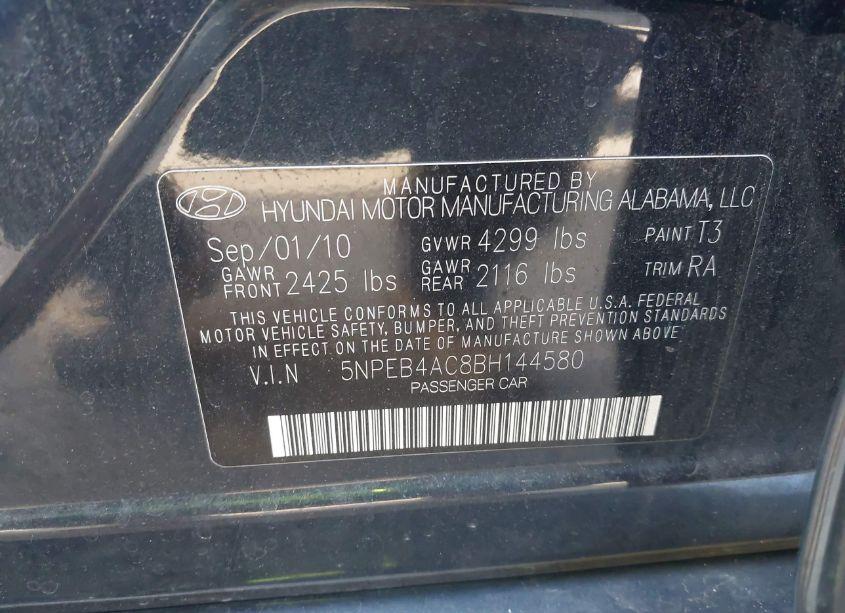 MANUFACTURED BY
HYUNDAI MOTOR MANUFACTURING ALABAMA, LLC
Sep/01/10 GVWR 4299 lbs PAINT T3
GAWR FRONT 2425 lbs GAWR REAR 2116 lbs TRIM RA
THIS VEHICLE CONFORMS TO ALL APPLICABLE U.S.A. FEDERAL
MOTOR VEHICLE SAFETY, BUMPER, AND THEFT PREVENTION STANDARDS
IN EFFECT ON THE DATE OF MANUFACTURE SHOWN ABOVE
V.I.N 5NPEB4AC8BH144580
PASSENGER CAR